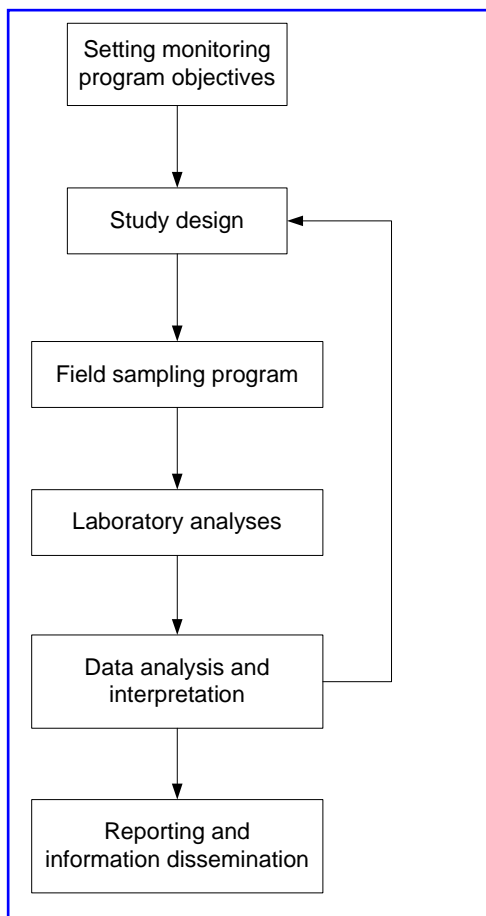 Setting monitoring
program objectives
Study design
Field sampling program
Laboratory analyses
Data analysis and
interpretation
Reporting and
information dissemination